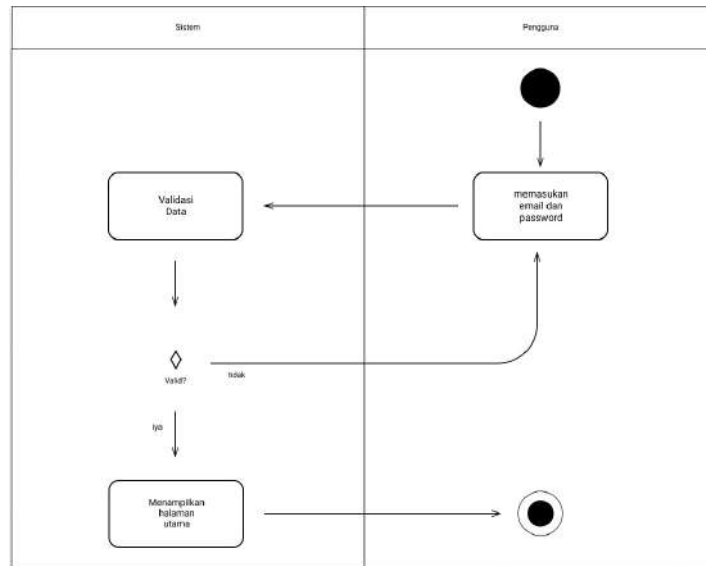 Sistem
Pengguna
Validasi
Data
memasukan
email dan
password
Valid?
tidak
iya
Menampilkan
halaman
utama